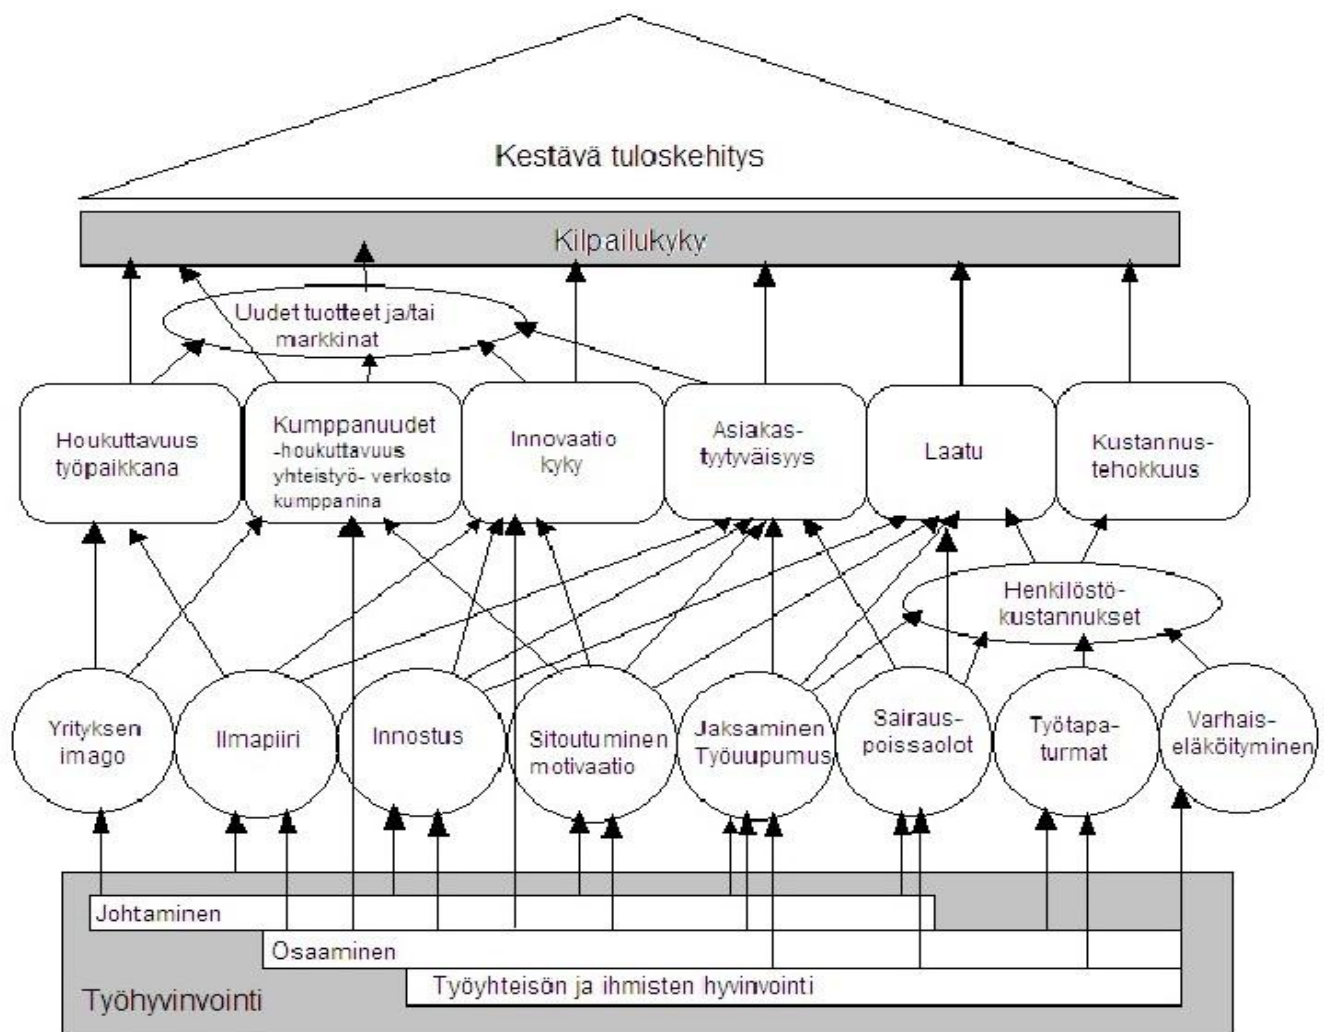 Kestävä tuloskehitys
Kilpailukyky
Uudet tuotteet ja/tai
markkinat
Houkuttavuus
työpaikkana
Kumppanuudet
-houkuttavuus
yhteistyö- verkosto
kumppanina
Innovaatio
kyky
Asiakas-
tyytyväisyys
Laatu
Kustannus-
tehokkuus
Henkilöstö-
kustannukset
Yrityksen
imago
Ilmapiiri
Innostus
Sitoutuminen
motivaatio
Jaksaminen
Työuupumus
Sairaus-
poissaolot
Työtapa-
turmat
Varhais-
eläköityminen
Johtaminen
Osaaminen
Työyhteisön ja ihmisten hyvinvointi
Työhyvinvointi